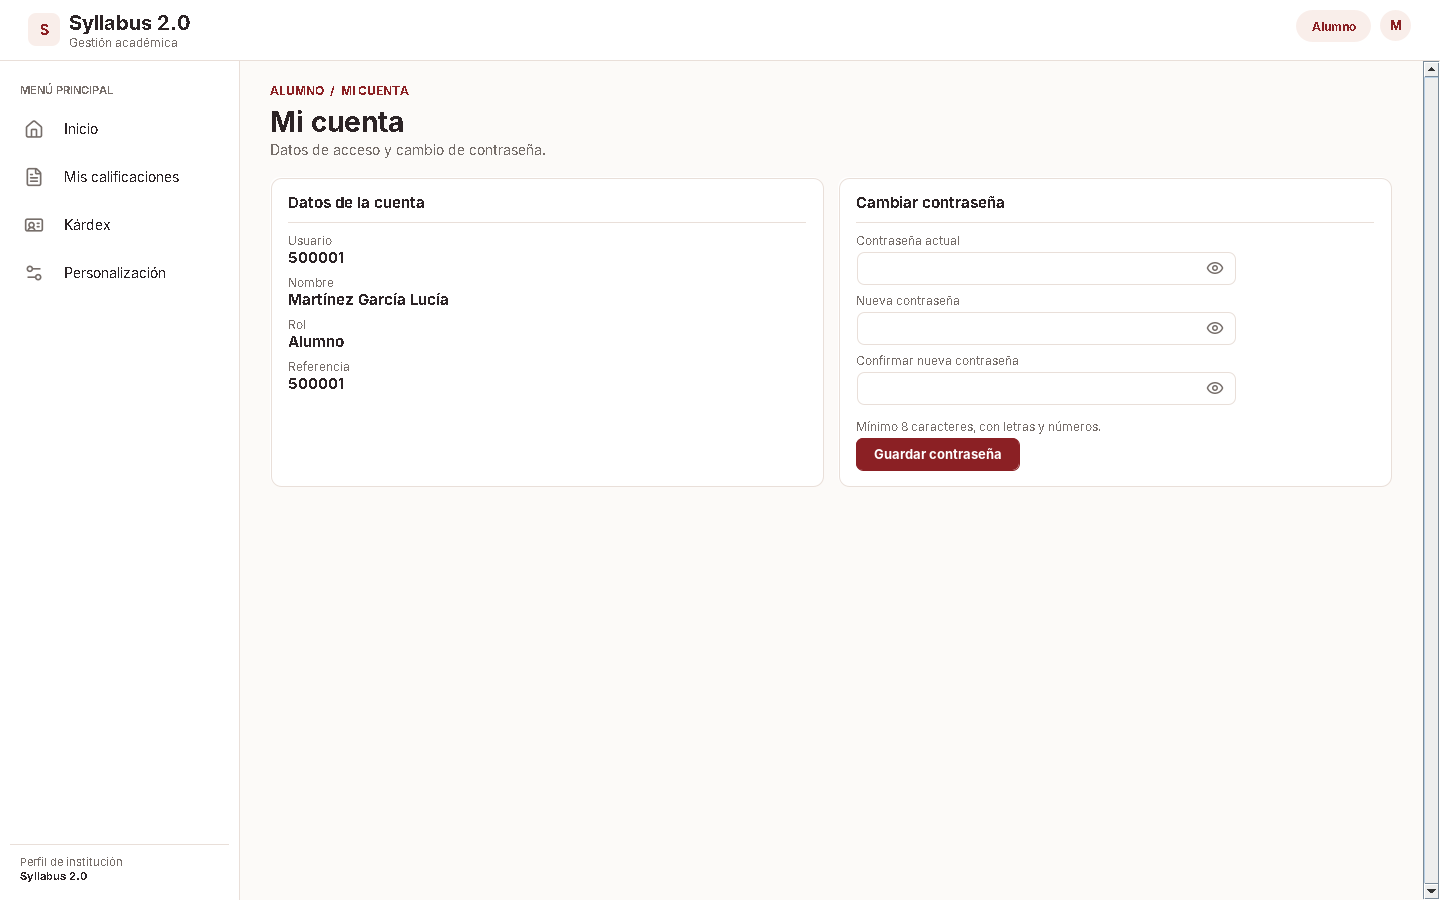 S
Syllabus 2.0
Gestión académica
Alumno
M
MENÚ PRINCIPAL
Inicio
Mis calificaciones
Kárdex
Personalización
Perfil de institución
Syllabus 2.0
ALUMNO / MI CUENTA
Mi cuenta
Datos de acceso y cambio de contraseña.
Datos de la cuenta
Usuario
500001
Nombre
Martínez García Lucía
Rol
Alumno
Referencia
500001
Cambiar contraseña
Contraseña actual
Nueva contraseña
Confirmar nueva contraseña
Mínimo 8 caracteres, con letras y números.
Guardar contraseña